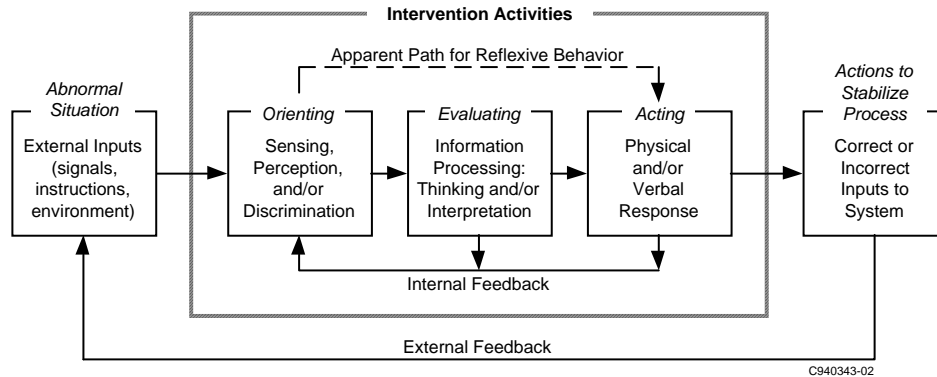 Intervention Activities
Apparent Path for Reflexive Behavior
Abnormal
Situation
External Inputs
(signals,
instructions,
environment)
Orienting
Sensing,
Perception,
and/or
Discrimination
Evaluating
Information
Processing:
Thinking and/or
Interpretation
Acting
Physical
and/or
Verbal
Response
Actions to
Stabilize
Process
Correct or
Incorrect
Inputs to
System
Internal Feedback
External Feedback
C940343-02